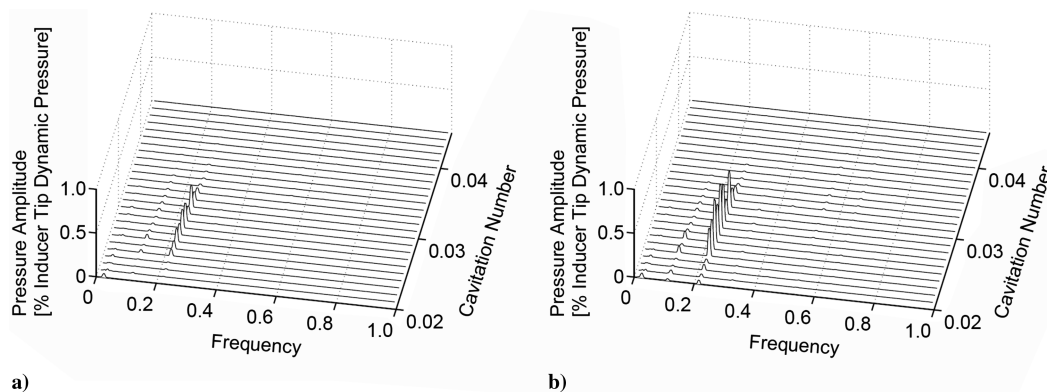 Pressure Amplitude
[% Inducer Tip Dynamic Pressure]
1.0
0.5
0
0
0.2
0.4
0.6
0.8
1.0
Frequency
0.02
0.03
0.04
Cavitation Number
a)
Pressure Amplitude
[% Inducer Tip Dynamic Pressure]
1.0
0.5
0
0
0.2
0.4
0.6
0.8
1.0
Frequency
0.02
0.03
0.04
Cavitation Number
b)